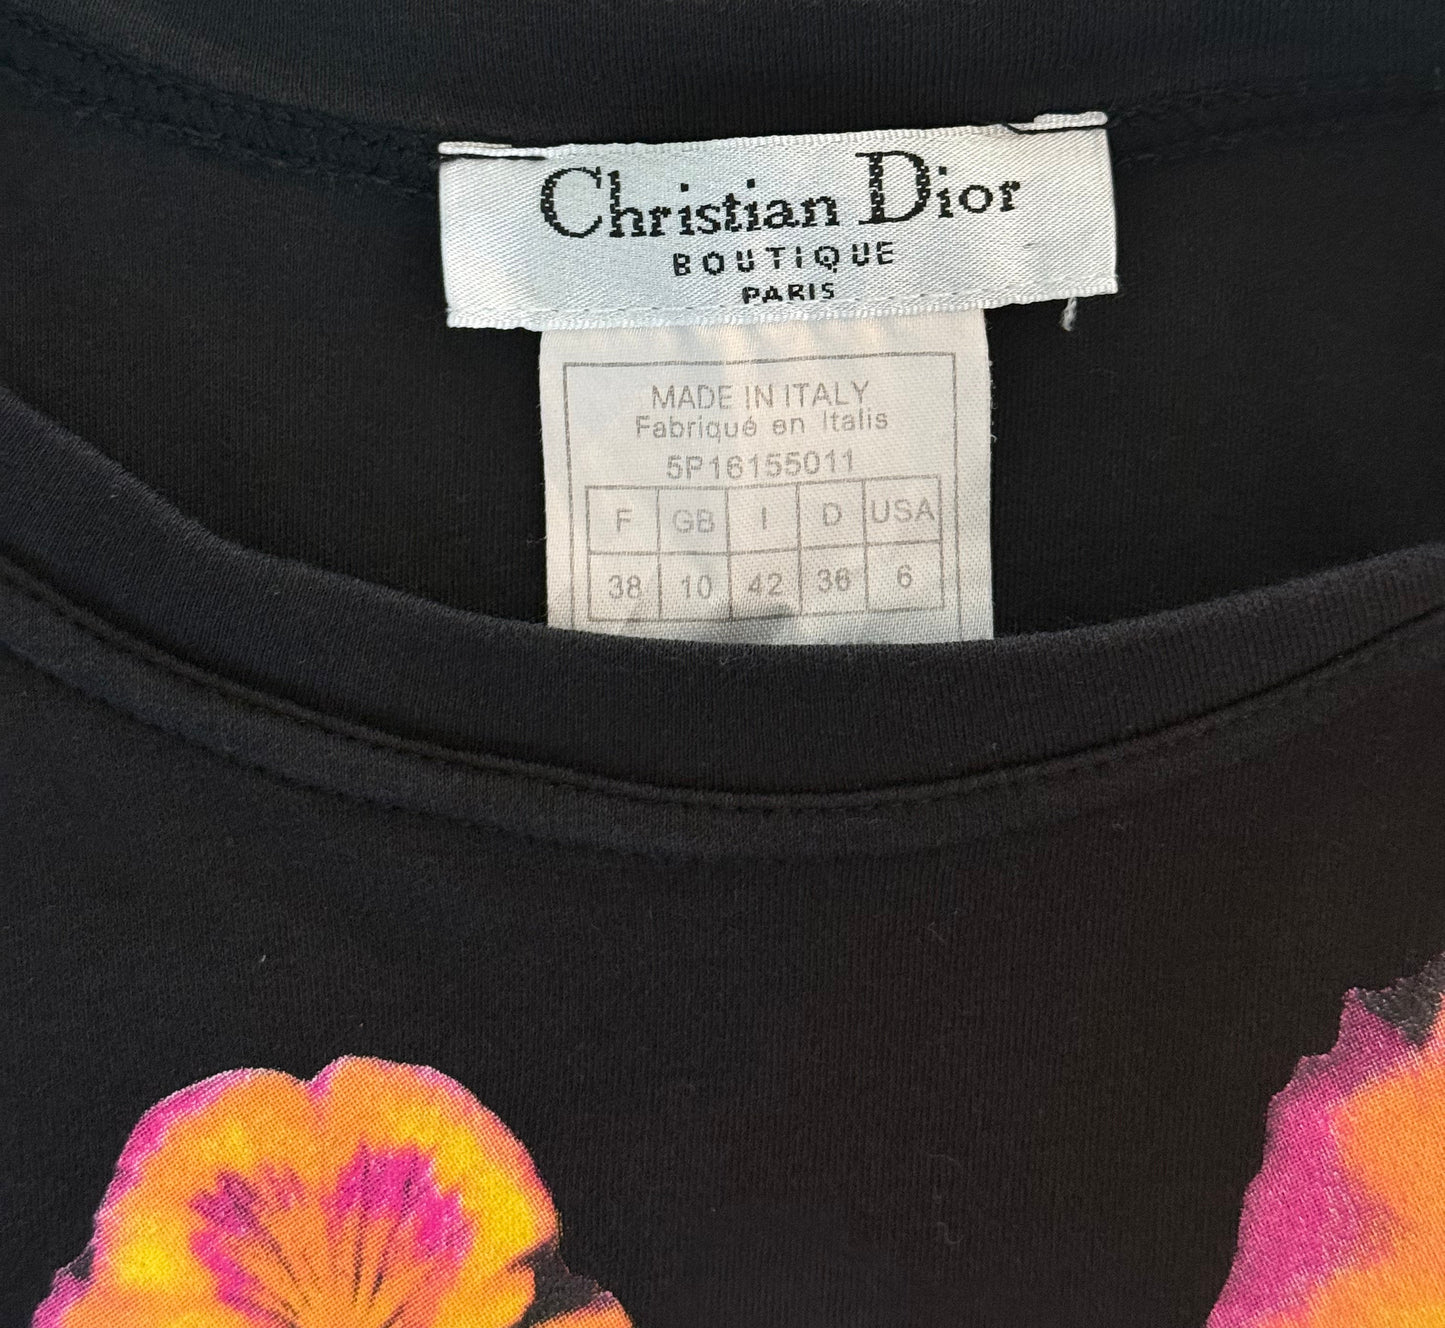 Christian Dior
BOUTIQUE
PARIS
MADE IN ITALY
Fabriqué en Italis
5P16155011
F GB I D USA
38 10 42 36 6